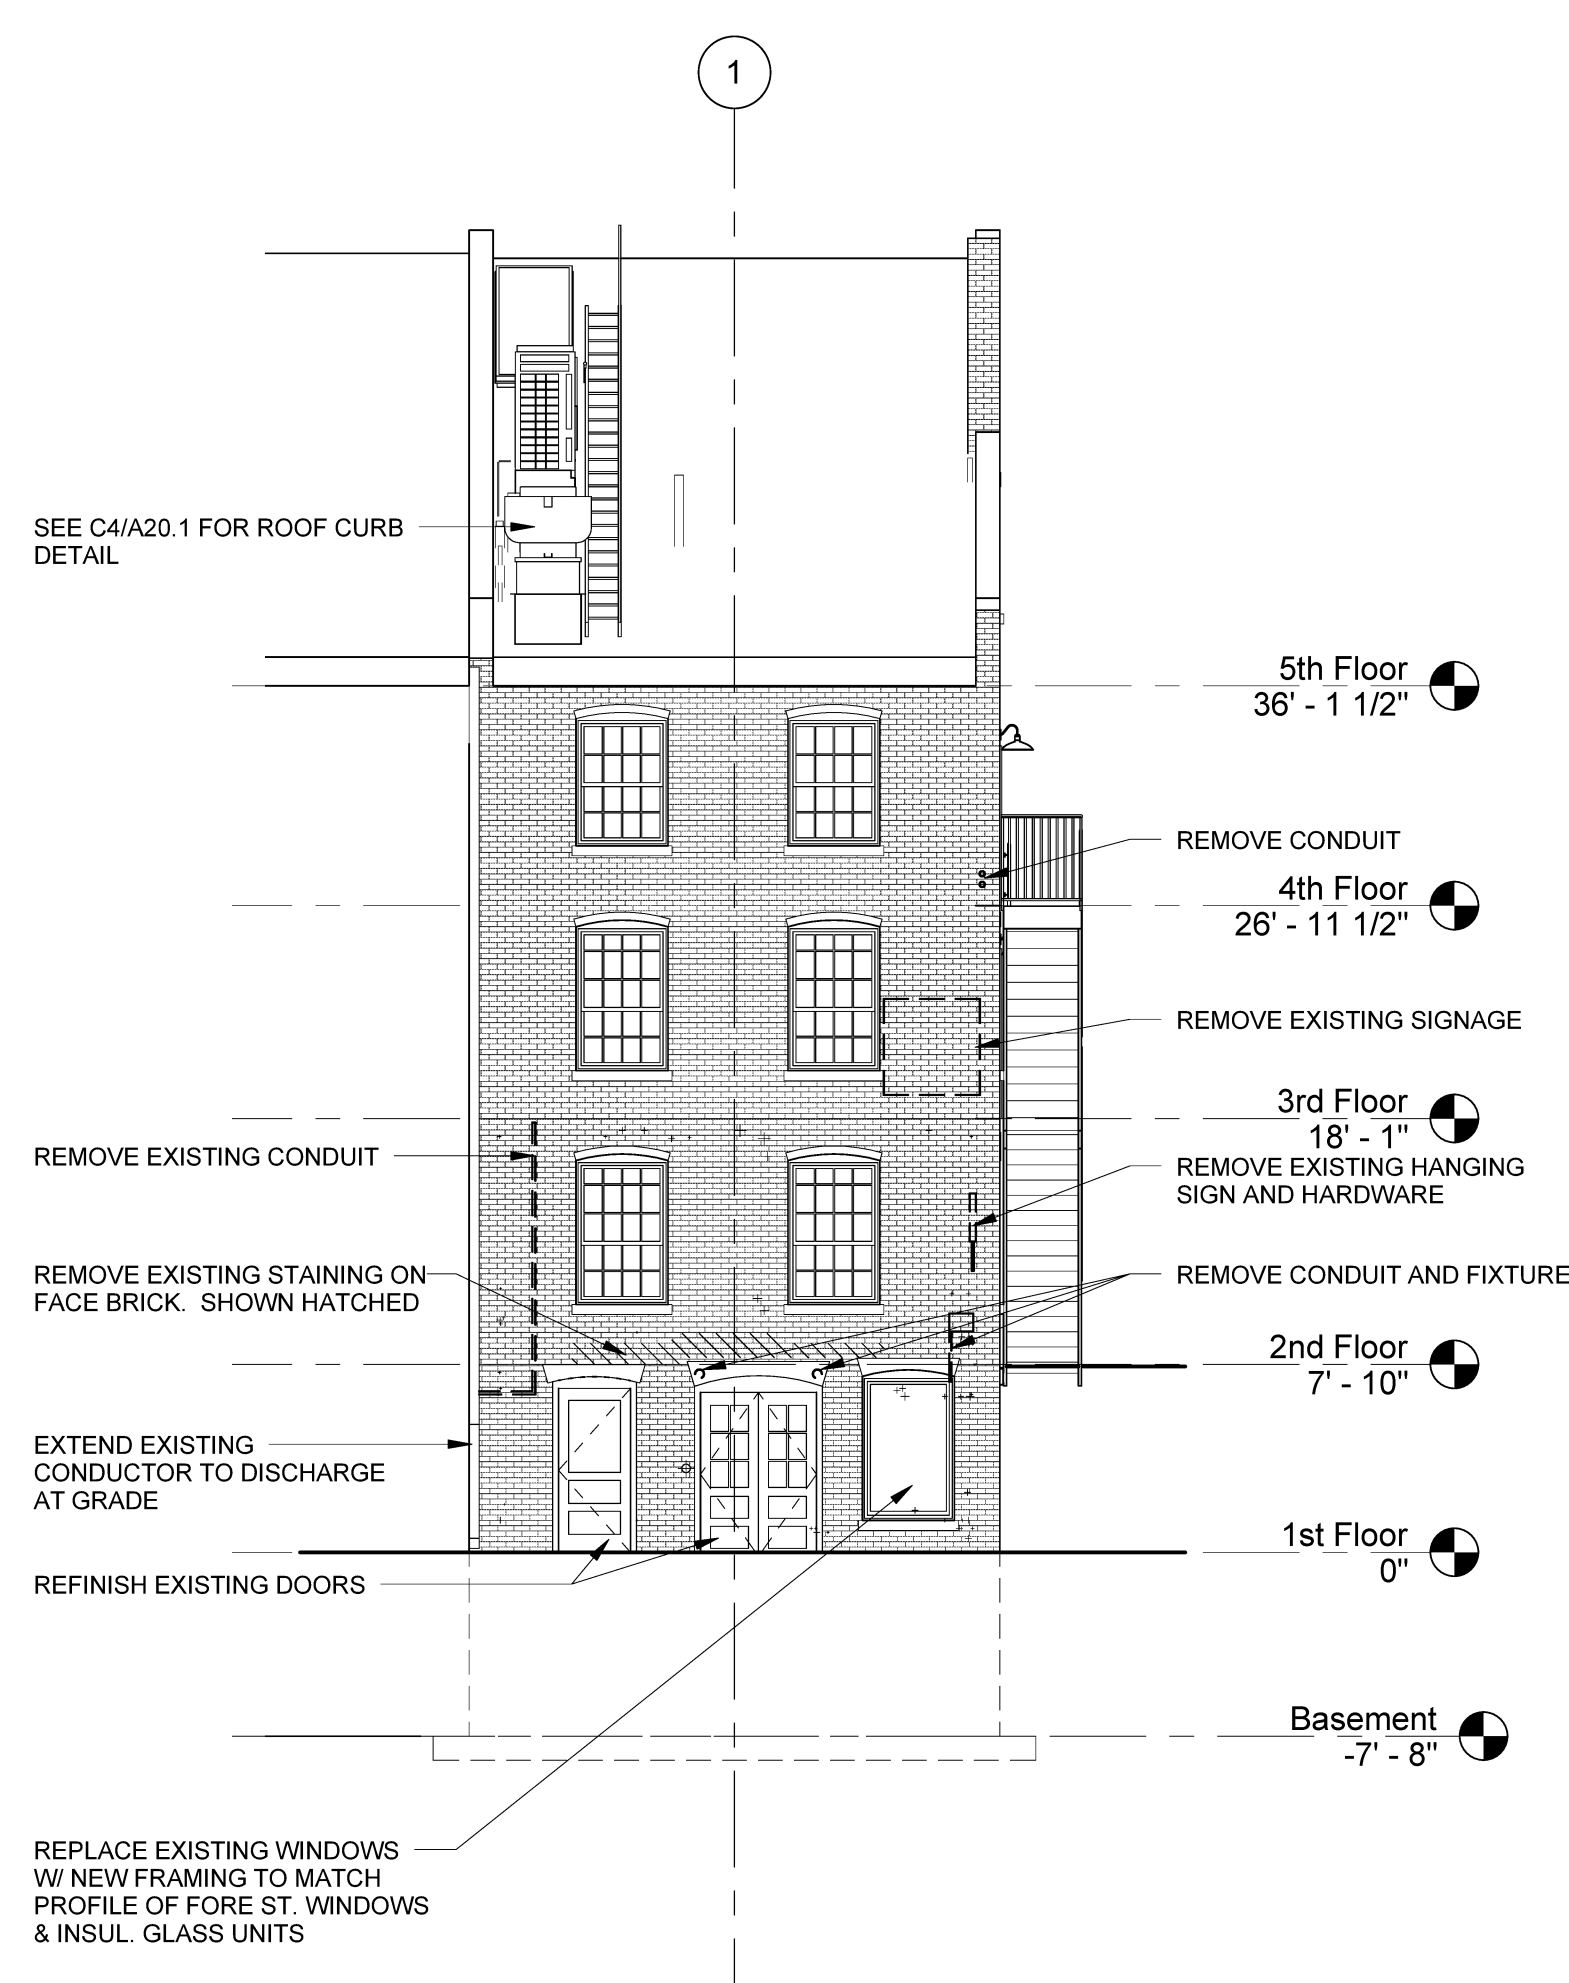 1
SEE C4/A20.1 FOR ROOF CURB
DETAIL
5th Floor
36' - 1 1/2"
REMOVE CONDUIT
4th Floor
26' - 11 1/2"
REMOVE EXISTING SIGNAGE
3rd Floor
18' - 1"
REMOVE EXISTING CONDUIT
REMOVE EXISTING HANGING
SIGN AND HARDWARE
REMOVE EXISTING STAINING ON
FACE BRICK.  SHOWN HATCHED
REMOVE CONDUIT AND FIXTURE
2nd Floor
7' - 10"
EXTEND EXISTING
CONDUCTOR TO DISCHARGE
AT GRADE
1st Floor
0"
REFINISH EXISTING DOORS
Basement
-7' - 8"
REPLACE EXISTING WINDOWS
W/ NEW FRAMING TO MATCH
PROFILE OF FORE ST. WINDOWS
& INSUL. GLASS UNITS